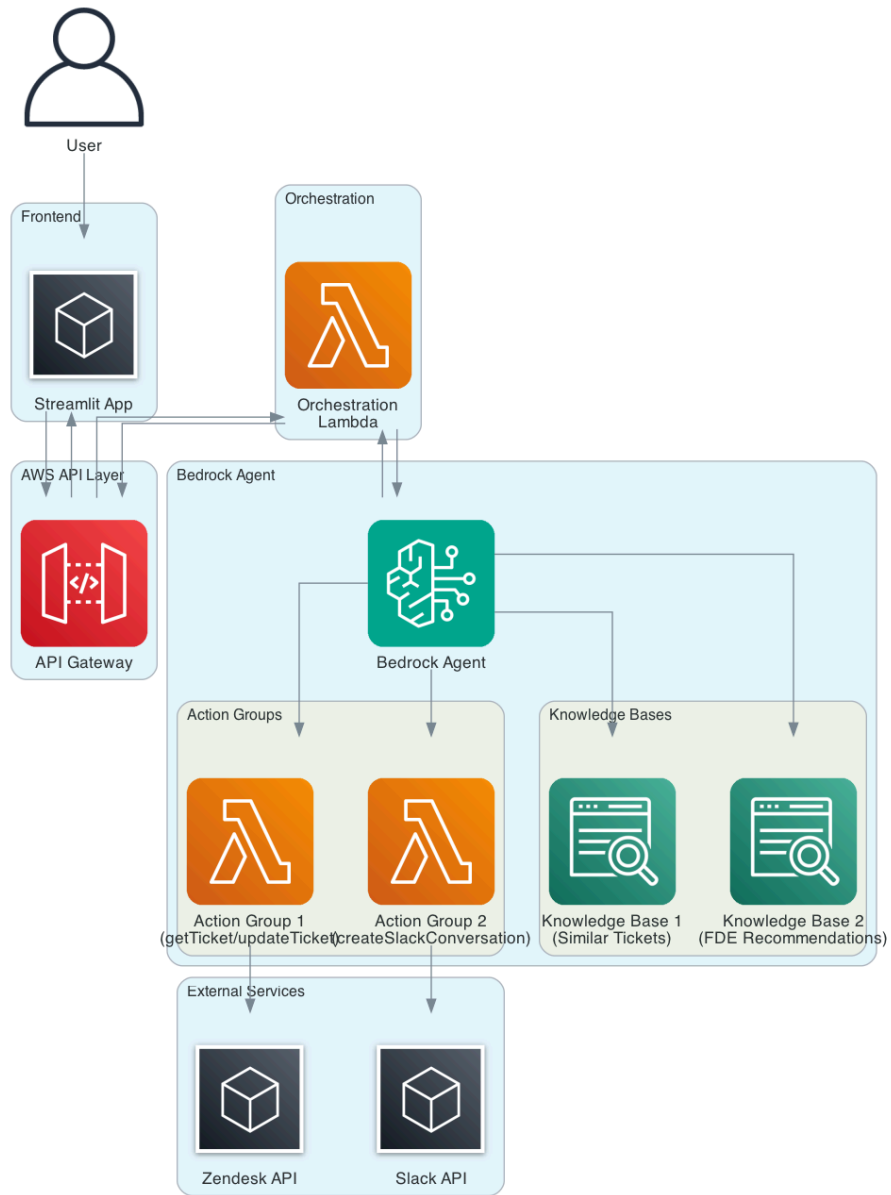 User
Frontend
Orchestration
Streamlit App
Orchestration
Lambda
AWS API Layer
Bedrock Agent
</>
API Gateway
Bedrock Agent
Action Groups
Knowledge Bases
Action Group 1
(getTicket/updateTicket)
Action Group 2
(createSlackConversation)
Knowledge Base 1
(Similar Tickets)
Knowledge Base 2
(FDE Recommendations)
External Services
Zendesk API
Slack API